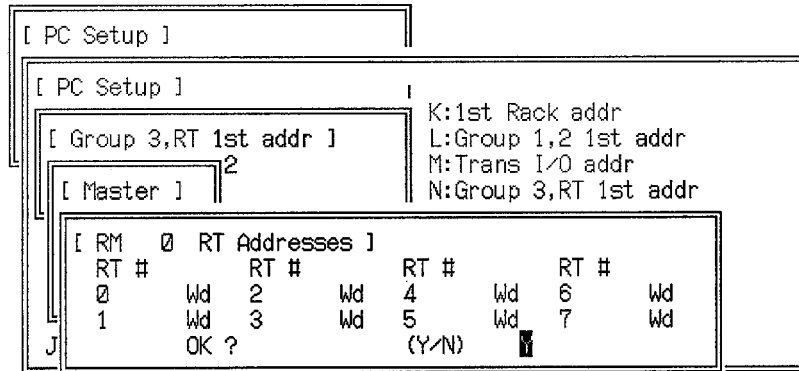 [ PC Setup ]
[ PC Setup ]
K:1st Rack addr
[ Group 3,RT 1st addr ]
L:Group 1,2 1st addr
2
M:Trans I/O addr
[ Master ]
N:Group 3,RT 1st addr
[ RM 0 RT Addresses ]
RT # RT # RT # RT #
0 Wd 2 Wd 4 Wd 6 Wd
1 Wd 3 Wd 5 Wd 7 Wd
J
OK ? (Y/N) Y